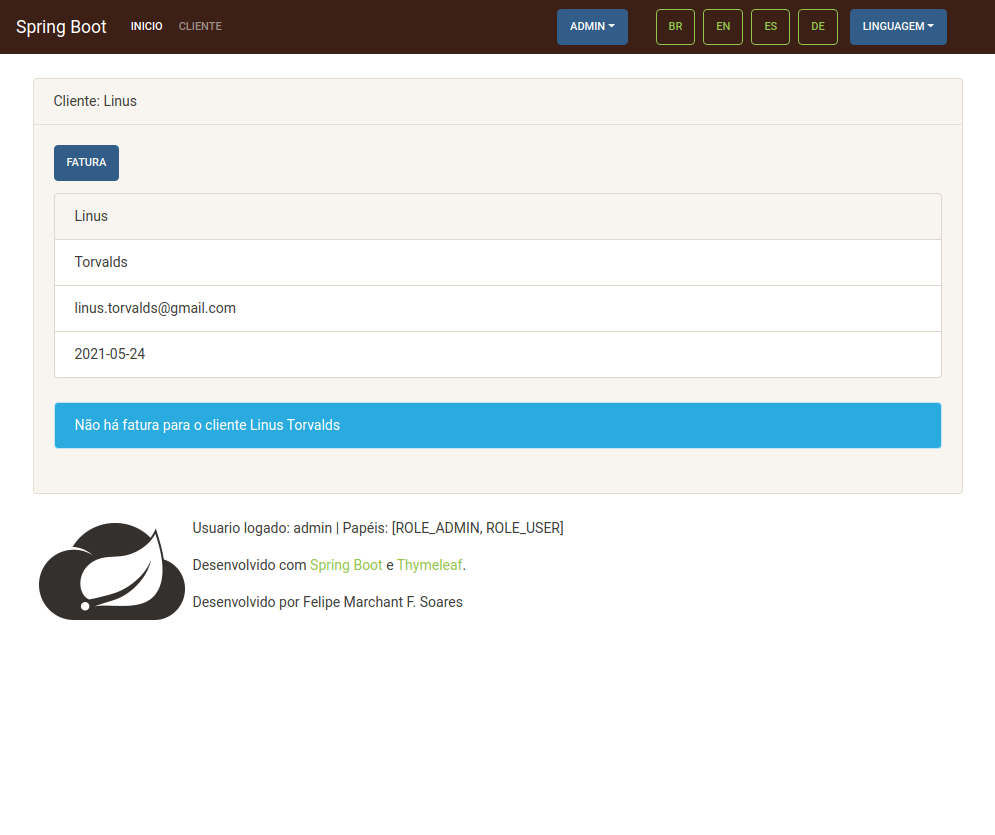 Spring Boot INICIO CLIENTE ADMIN BR EN ES DE LINGUAGEM
Cliente: Linus
FATURA
Linus
Torvalds
linus.torvalds@gmail.com
2021-05-24
Não há fatura para o cliente Linus Torvalds
Usuario logado: admin | Papéis: [ROLE_ADMIN, ROLE_USER]
Desenvolvido com Spring Boot e Thymeleaf.
Desenvolvido por Felipe Marchant F. Soares